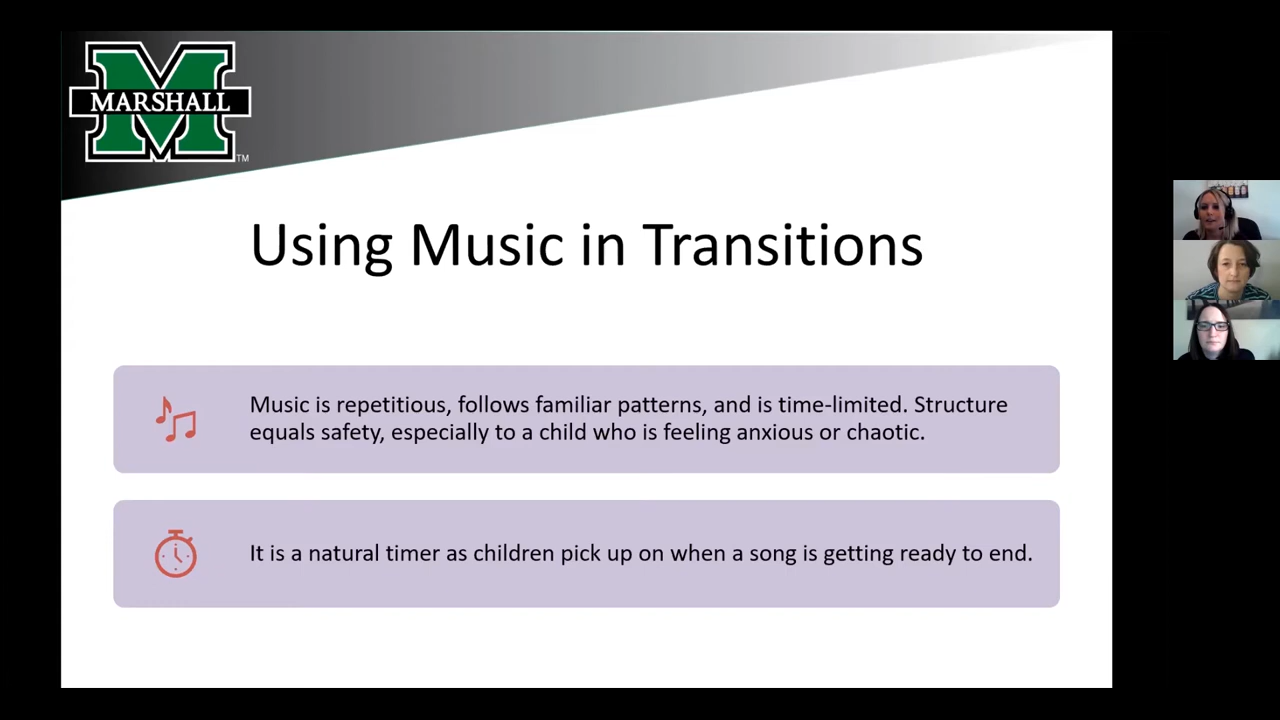 MARSHALL
TM
Using Music in Transitions
Music is repetitious, follows familiar patterns, and is time-limited. Structure
equals safety, especially to a child who is feeling anxious or chaotic.
It is a natural timer as children pick up on when a song is getting ready to end.